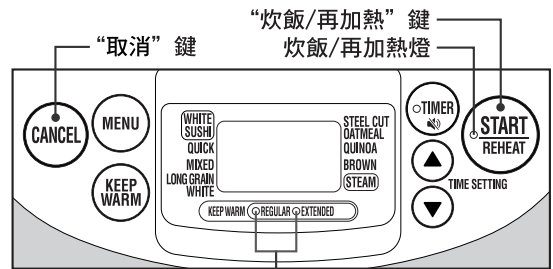 “炊飯/再加熱”鍵
“取消”鍵
炊飯/再加熱燈
CANCEL
MENU
KEEP
WARM
WHITE
SUSHI
QUICK
MIXED
LONG GRAIN
WHITE
STEEL CUT
OATMEAL
QUINOA
BROWN
STEAM
KEEP WARM REGULAR EXTENDED
TIMER
TIME SETTING
START
REHEAT